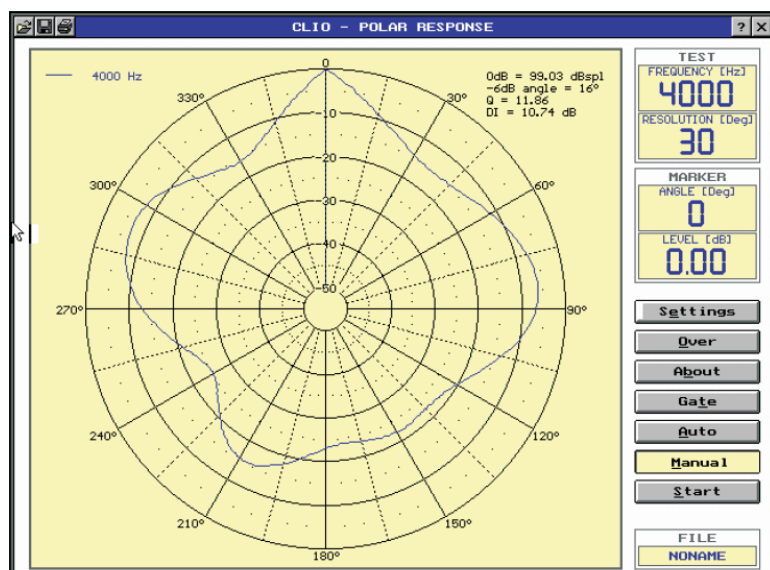 CLIO - POLAR RESPONSE
? X
4000 Hz
0dB = 99.03 dBspl
-6dB angle = 16°
Q = 11.86
DI = 10.74 dB
0
-10
-20
-30
-40
-50
30°
60°
90°
120°
150°
180°
210°
240°
270°
300°
330°
TEST
FREQUENCY [Hz]
4000
RESOLUTION [Deg]
30
MARKER
ANGLE [Deg]
0
LEVEL [dB]
0.00
Settings
Over
About
Gate
Auto
Manual
Start
FILE
NONAME